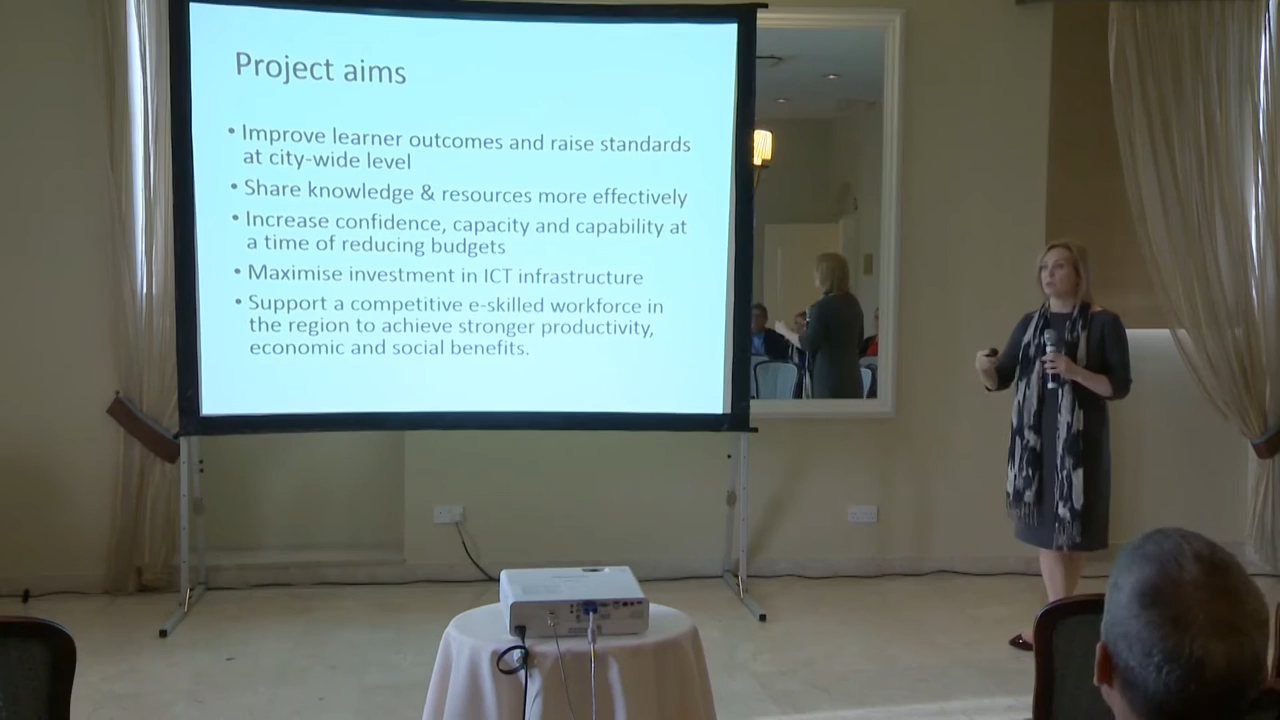 Project aims
• Improve learner outcomes and raise standards
at city-wide level
• Share knowledge & resources more effectively
• Increase confidence, capacity and capability at
a time of reducing budgets
• Maximise investment in ICT infrastructure
• Support a competitive e-skilled workforce in
the region to achieve stronger productivity,
economic and social benefits.